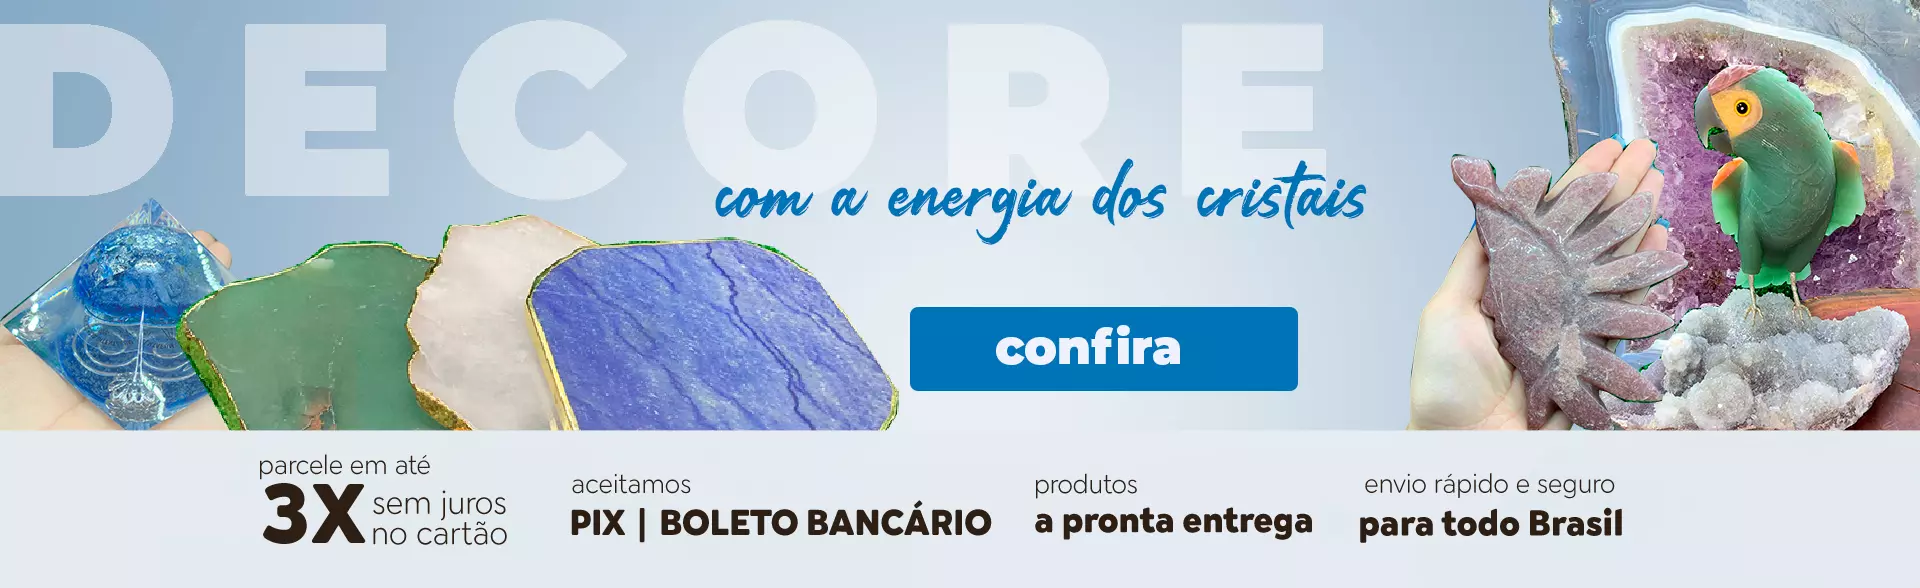 DECORE
com a energia dos cristais
confira
parcele em até
3X sem juros
no cartão
aceitamos
PIX | BOLETO BANCÁRIO
produtos
a pronta entrega
envio rápido e seguro
para todo Brasil